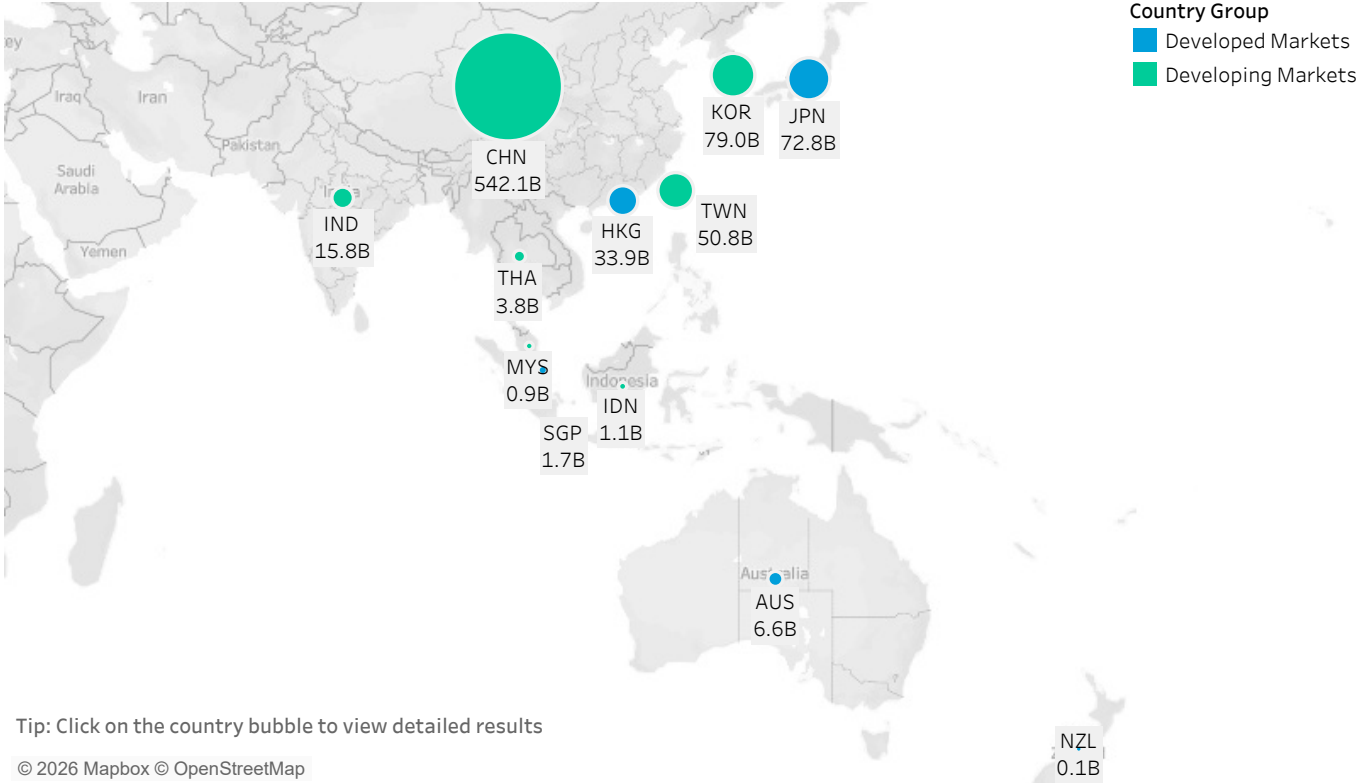 Country Group
Developed Markets
Developing Markets
ey
Iraq
Iran
Pakistan
Saudi
Arabia
Yemen
CHN
542.1B
KOR
79.0B
JPN
72.8B
IND
15.8B
HKG
33.9B
TWN
50.8B
THA
3.8B
MYS
0.9B
Indonesia
IDN
1.1B
SGP
1.7B
Australia
AUS
6.6B
NZL
0.1B
Tip: Click on the country bubble to view detailed results
© 2026 Mapbox © OpenStreetMap